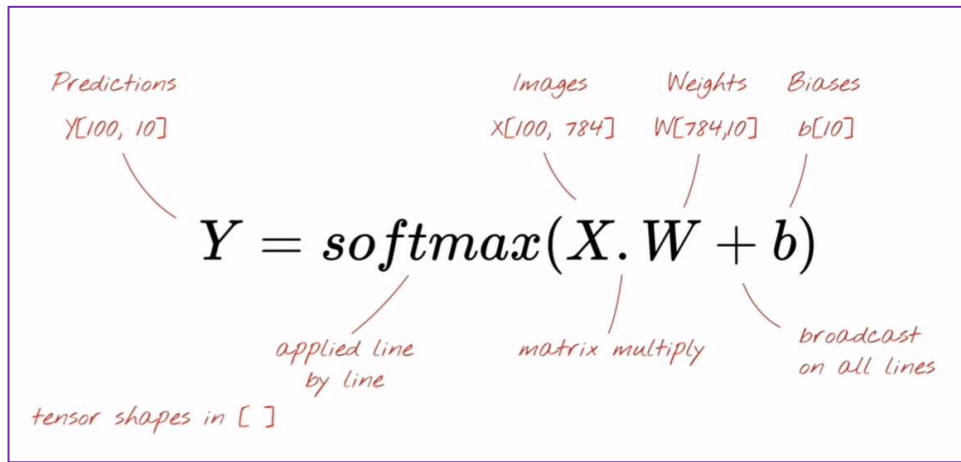 Predictions
Y[100, 10]
Images
X[100, 784]
Weights
W[784,10]
Biases
b[10]
Y = softmax(X.W + b)
applied line
by line
matrix multiply
broadcast
on all lines
tensor shapes in [ ]